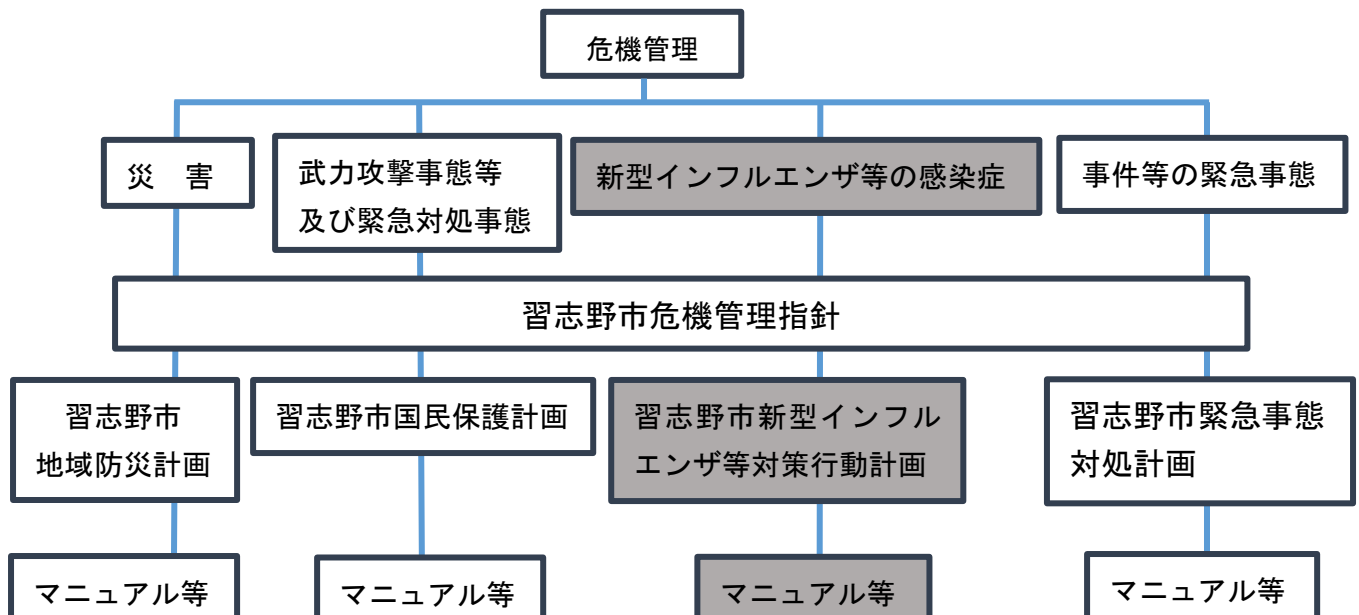 危機管理
災　害
武力攻撃事態等
及び緊急対処事態
新型インフルエンザ等の感染症
事件等の緊急事態
習志野市危機管理指針
習志野市
地域防災計画
習志野市国民保護計画
習志野市新型インフル
エンザ等対策行動計画
習志野市緊急事態
対処計画
マニュアル等
マニュアル等
マニュアル等
マニュアル等